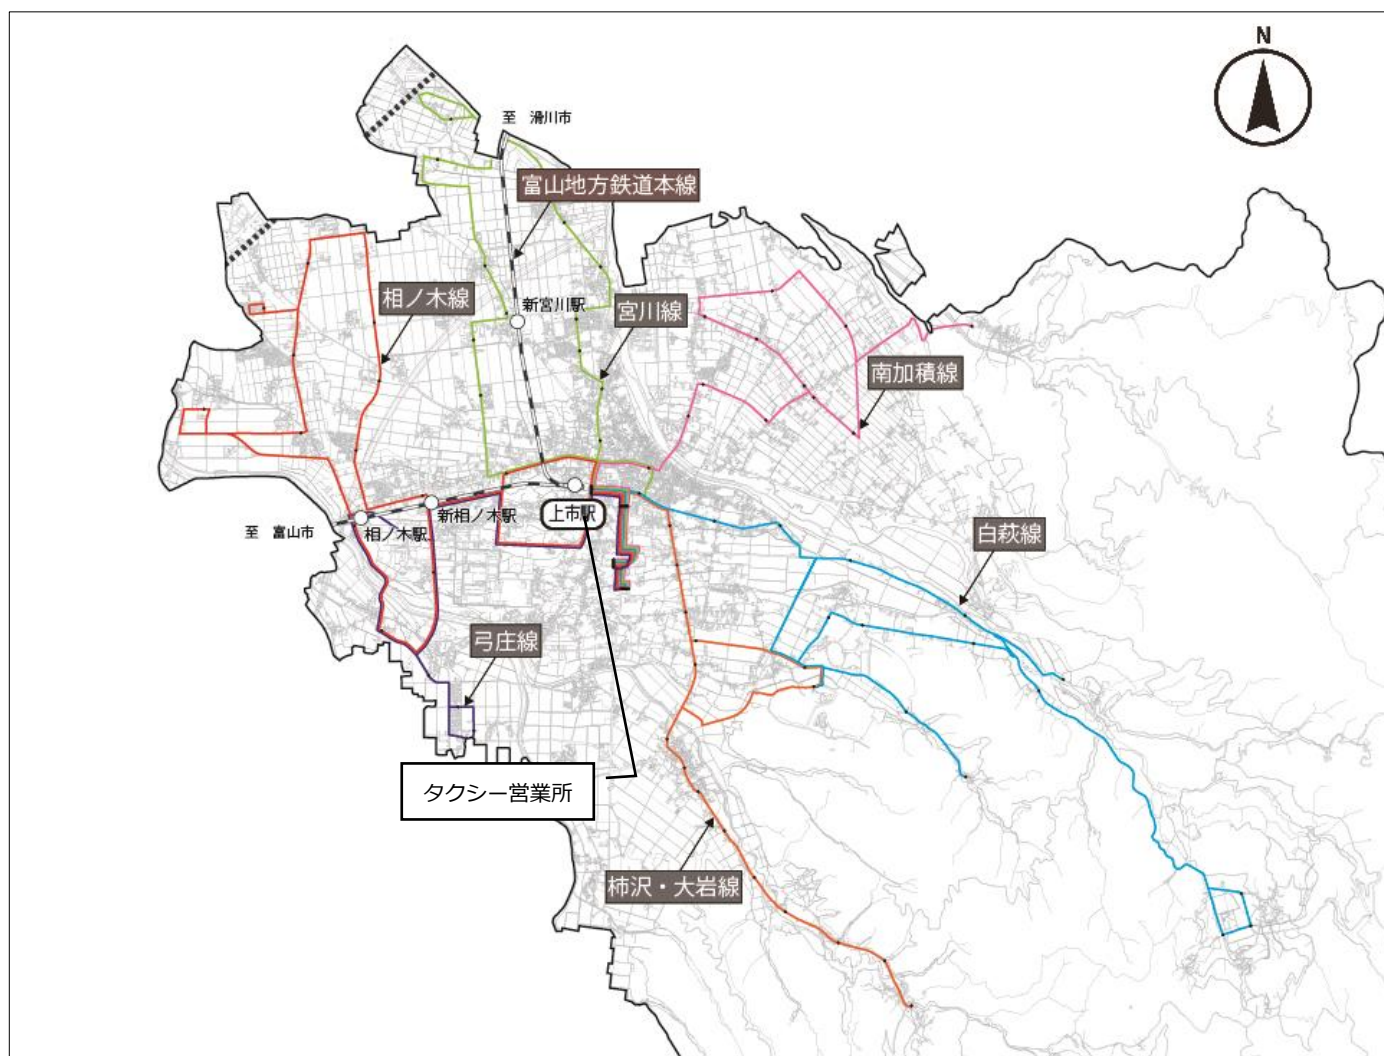 N
至 滑川市
富山地方鉄道本線
相ノ木線
新宮川駅
宮川線
南加積線
上市駅
新相ノ木駅
至 富山市
相ノ木駅
白萩線
弓庄線
タクシー営業所
柿沢・大岩線